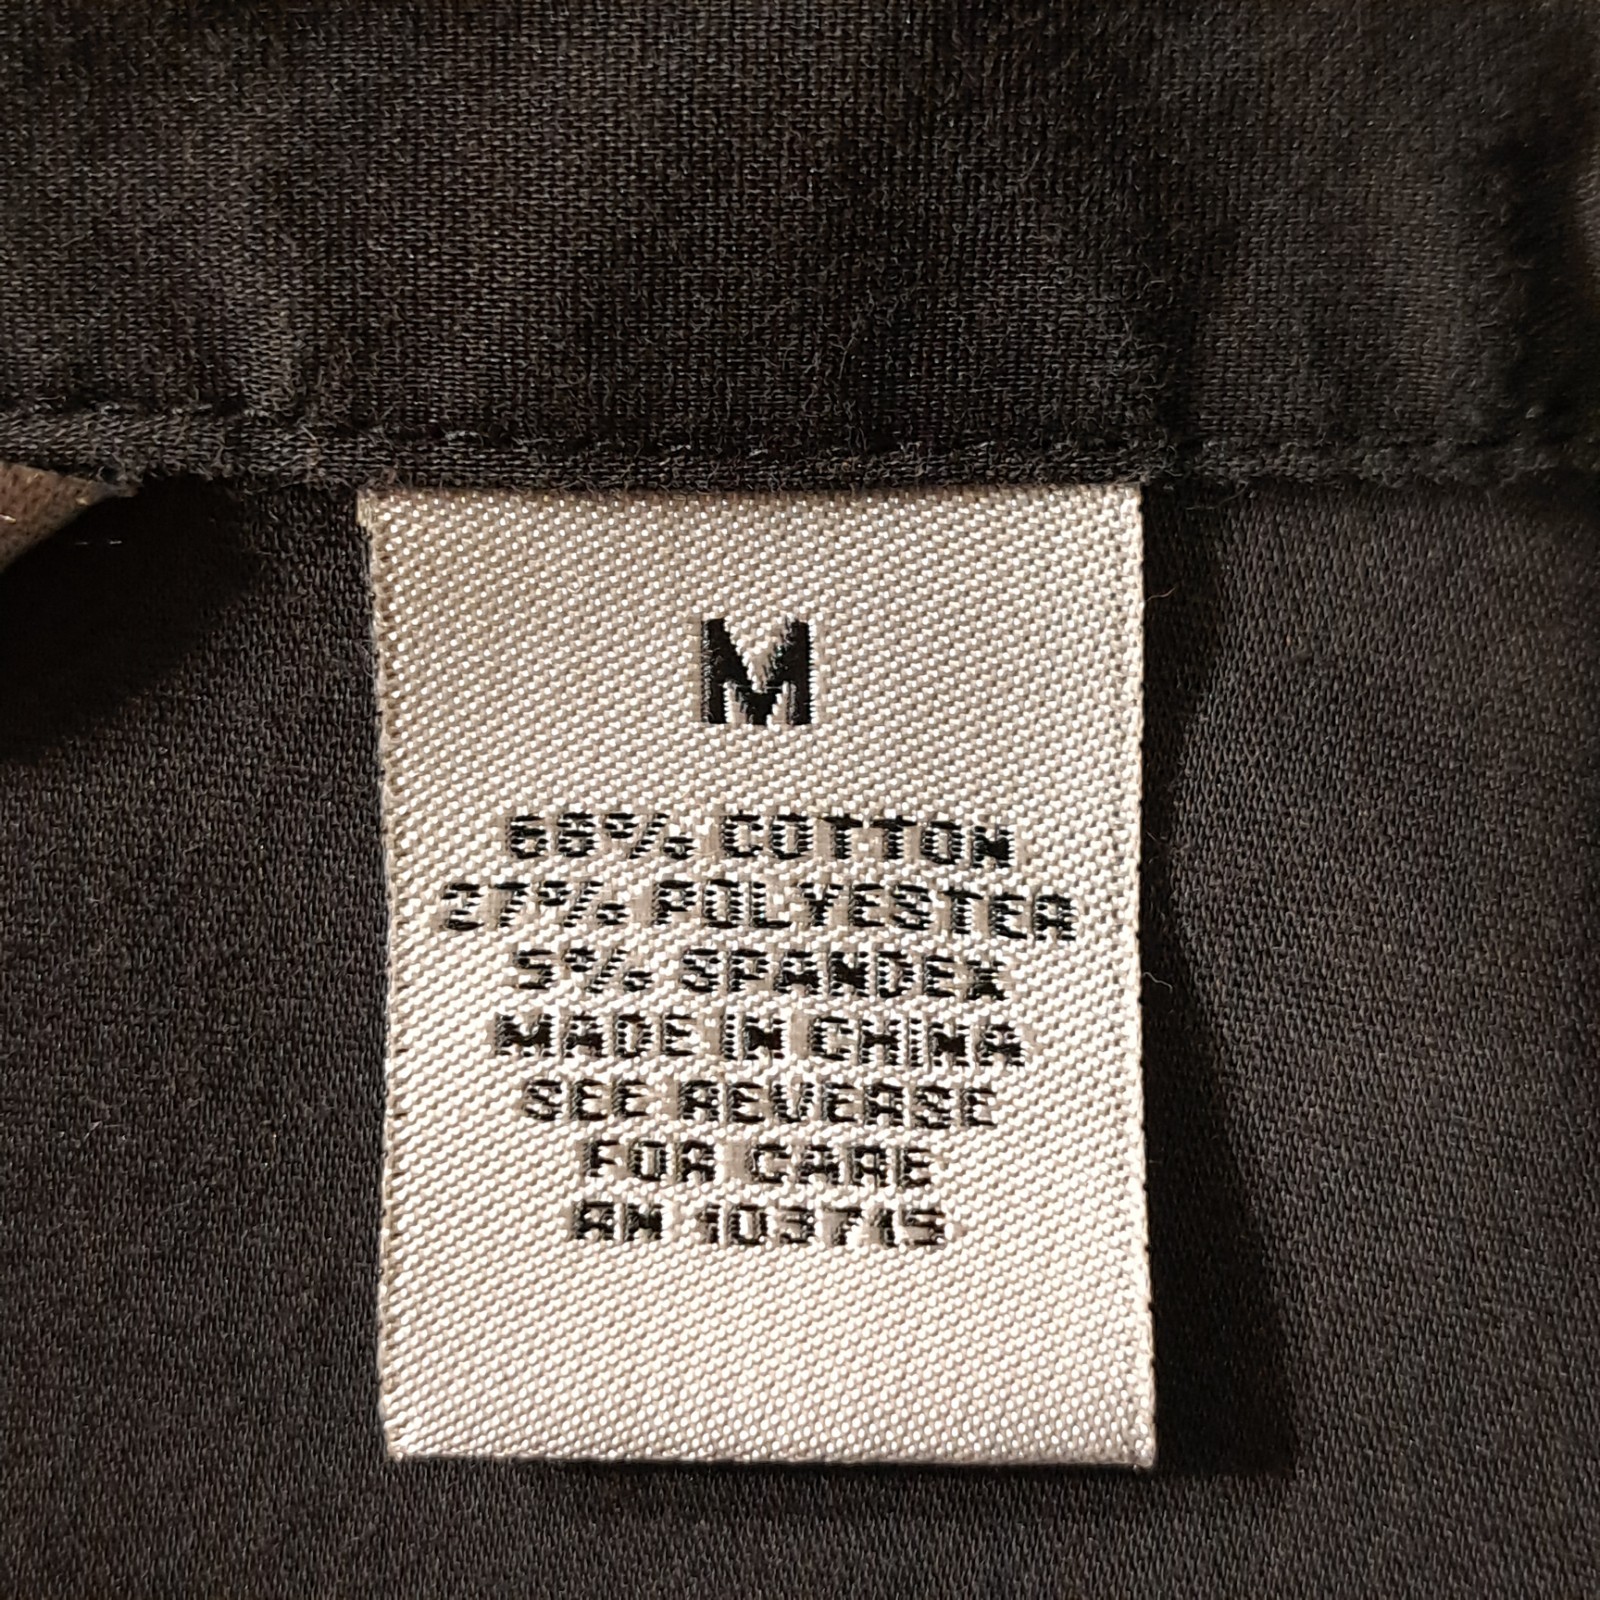 M
68% COTTON
27% POLYESTER
5% SPANDEX
MADE IN CHINA
SEE REVERSE
FOR CARE
RN 103715